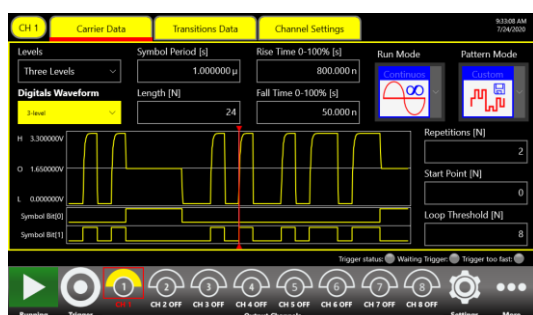 CH 1
Carrier Data
Transitions Data
Channel Settings
9:33:08 AM
7/24/2020
Levels
Symbol Period [s]
Rise Time 0-100% [s]
Run Mode
Pattern Mode
Three Levels
1.000000 µ
800.000 n
Continuos
Custom
Digitals Waveform
Length [N]
Fall Time 0-100% [s]
3-level
24
50.000 n
H 3.300000V
Repetitions [N]
2
O 1.650000V
Start Point [N]
0
L 0.000000V
Loop Threshold [N]
Symbol Bit[0]
Symbol Bit[1]
8
Trigger status: Waiting Trigger: Trigger too fast:
1
2
3
4
5
6
7
8
CH 1
CH 2 OFF
CH 3 OFF
CH 4 OFF
CH 5 OFF
CH 6 OFF
CH 7 OFF
CH 8 OFF
Running
Trigger
Output Channels
Settings
More